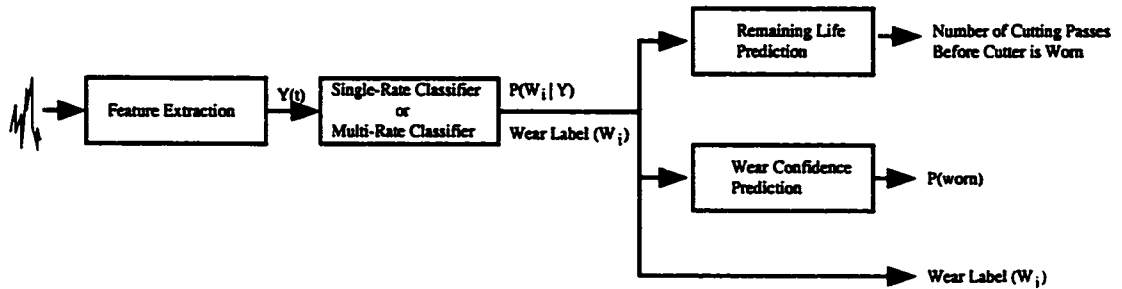 Feature Extraction
Y(t)
Single-Rate Classifier
or
Multi-Rate Classifier
P(W_i | Y)
Wear Label (W_i)
Remaining Life
Prediction
Number of Cutting Passes
Before Cutter is Worn
Wear Confidence
Prediction
P(worn)
Wear Label (W_i)